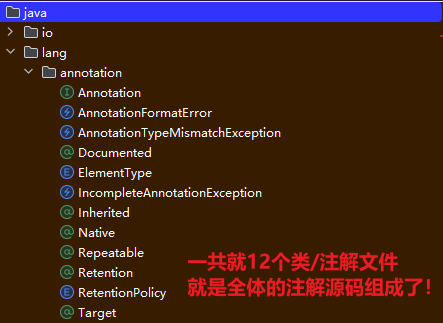 java
io
lang
annotation
Annotation
AnnotationFormatError
AnnotationTypeMismatchException
Documented
ElementType
IncompleteAnnotationException
Inherited
Native
Repeatable
Retention
RetentionPolicy
Target
一共就12个类/注解文件
就是全体的注解源码组成了!